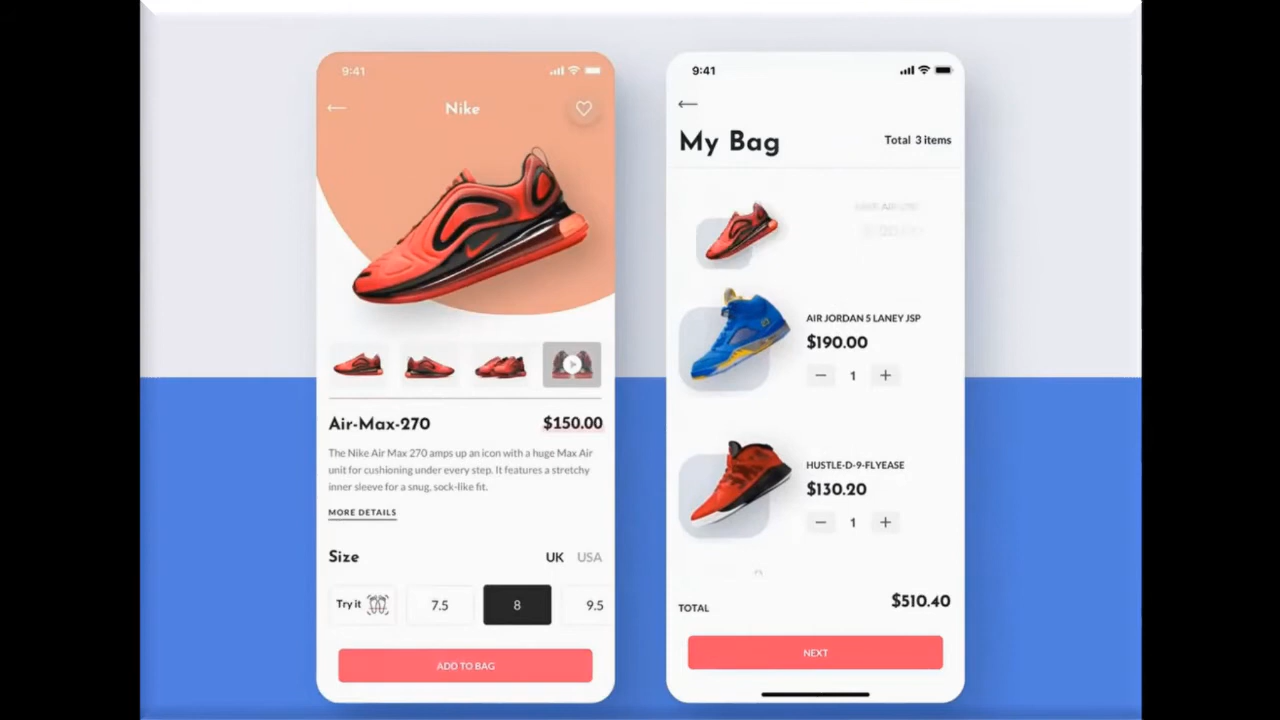 9:41
Nike
Air-Max-270
$150.00
The Nike Air Max 270 amps up an icon with a huge Max Air
unit for cushioning under every step. It features a stretchy
inner sleeve for a snug, sock-like fit.
MORE DETAILS
Size
UK USA
Try it
7.5
8
9.5
ADD TO BAG
9:41
My Bag
Total 3 items
AIR JORDAN 5 LANEY JSP
$190.00
− 1 +
HUSTLE-D-9-FLYEASE
$130.20
− 1 +
TOTAL
$510.40
NEXT